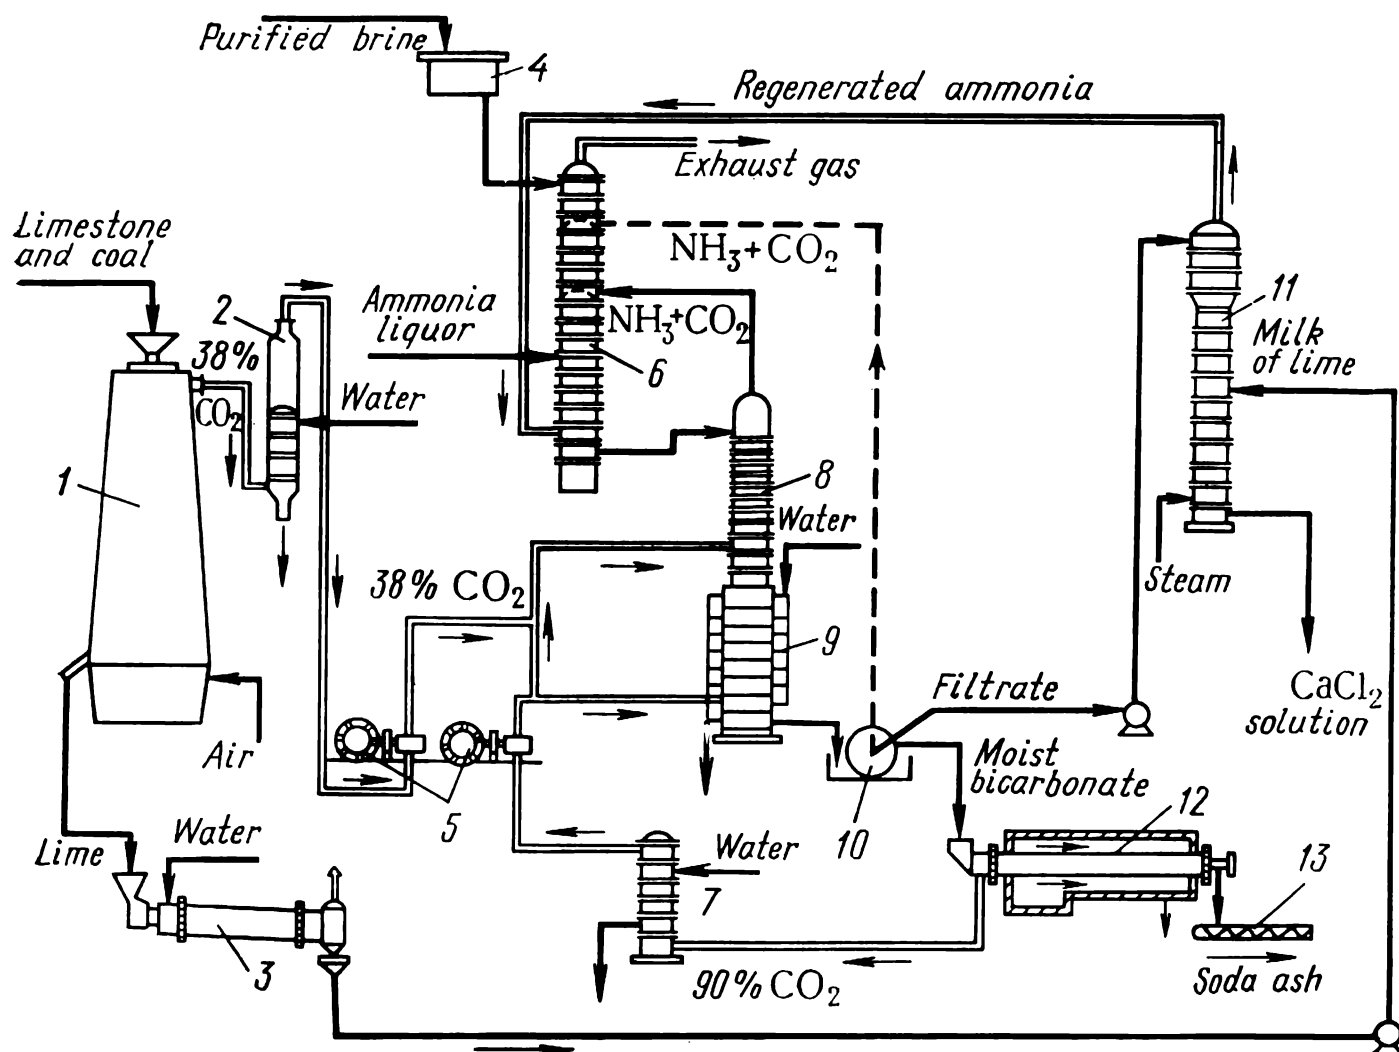 Purified brine
4
Regenerated ammonia
Exhaust gas
Limestone
and coal
NH₃+CO₂
2
Ammonia
liquor
NH₃+CO₂
11
38%
CO₂
6
Milk
of lime
Water
1
8
Water
38% CO₂
Steam
9
Filtrate
CaCl₂
solution
Air
Moist
bicarbonate
5
10
12
Water
Lime
Water
13
7
3
90% CO₂
Soda ash